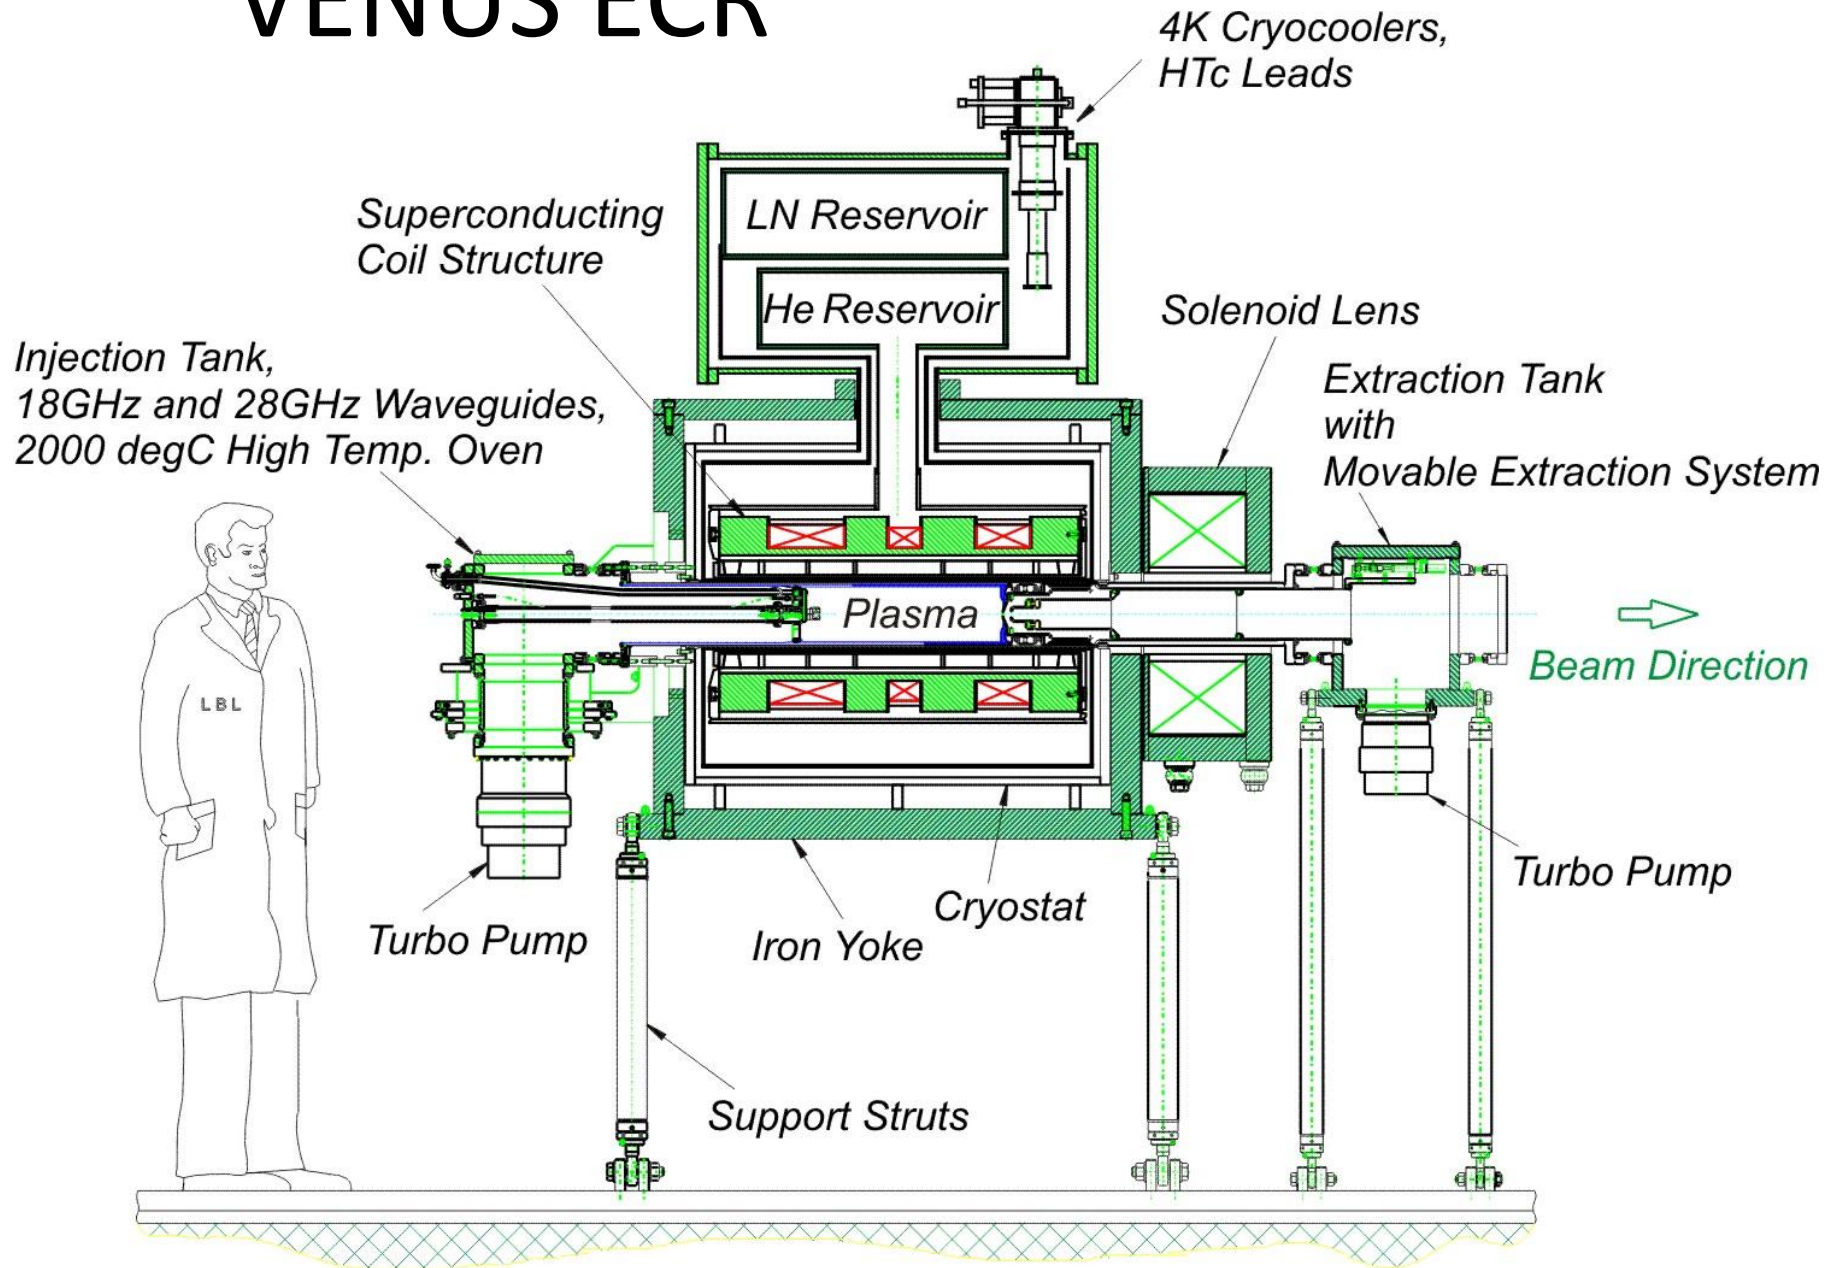 VENUS ECR
4K Cryocoolers,
HTc Leads
Superconducting
Coil Structure
LN Reservoir
He Reservoir
Solenoid Lens
Injection Tank,
18GHz and 28GHz Waveguides,
2000 degC High Temp. Oven
Extraction Tank
with
Movable Extraction System
Plasma
Beam Direction
LBL
Turbo Pump
Cryostat
Iron Yoke
Turbo Pump
Support Struts